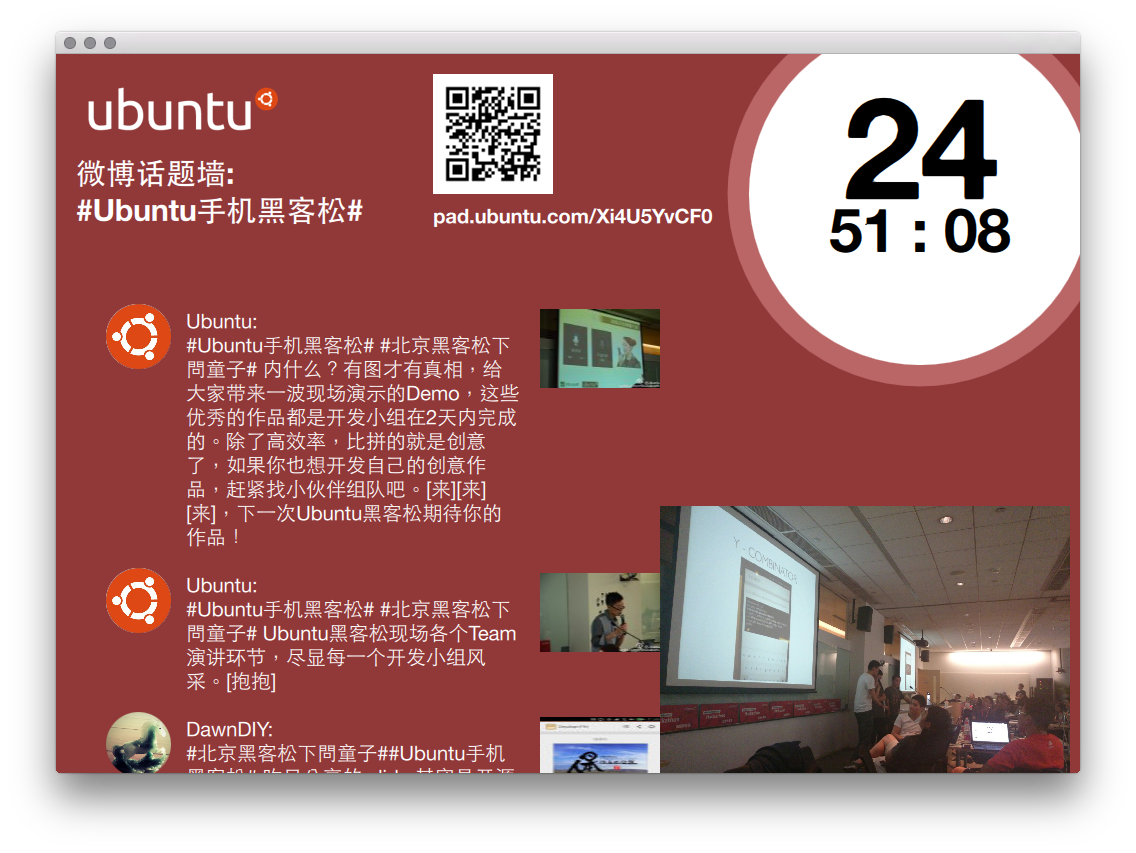 ubuntu
微博话题墙:
#Ubuntu手机黑客松#
pad.ubuntu.com/Xi4U5YvCF0
24
51 : 08
Ubuntu:
#Ubuntu手机黑客松# #北京黑客松下
問童子# 内什么？有图才有真相，给
大家带来一波现场演示的Demo，这些
优秀的作品都是开发小组在2天内完成
的。除了高效率，比拼的就是创意
了，如果你也想开发自己的创意作
品，赶紧找小伙伴组队吧。[来][来]
[来]，下一次Ubuntu黑客松期待你的
作品！
Ubuntu:
#Ubuntu手机黑客松# #北京黑客松下
問童子# Ubuntu黑客松现场各个Team
演讲环节，尽显每一个开发小组风
采。[抱抱]
Y - COMBINATOR
DawnDIY:
#北京黑客松下問童子##Ubuntu手机